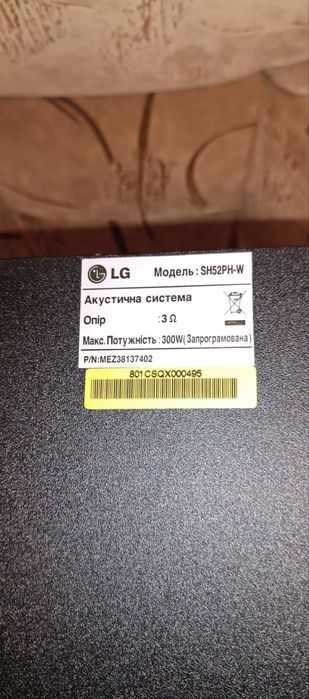 LG Модель : SH52PH-W
Акустична система
Опір : 3 Ω
Макс. Потужність : 300W( Запрограмована)
P/N: MEZ38137402
801CSQX000495